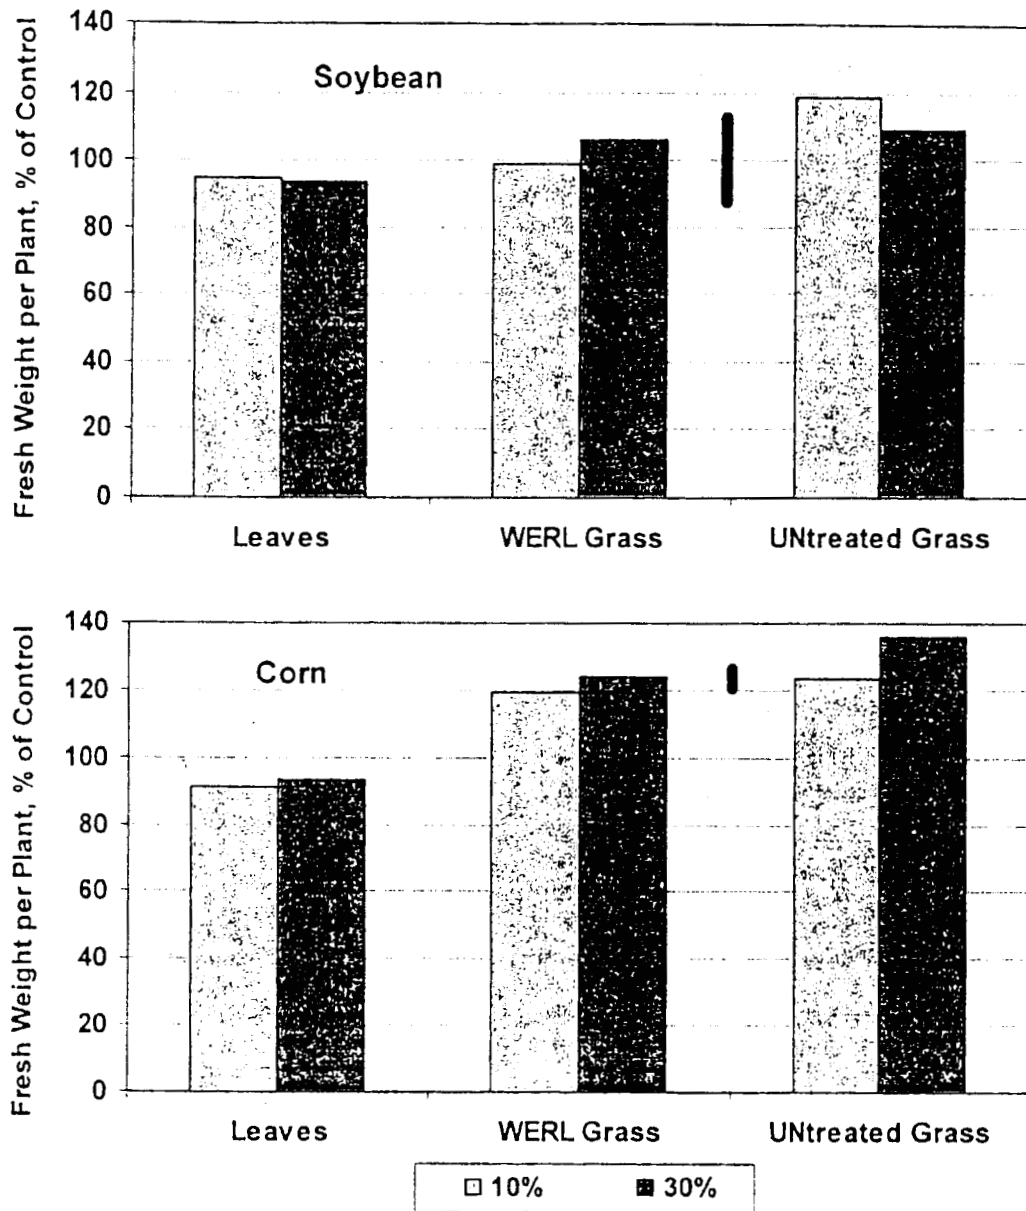 Fresh Weight per Plant, % of Control
140
120
100
80
60
40
20
0
Soybean
Leaves WERL Grass UNtreated Grass
Fresh Weight per Plant, % of Control
140
120
100
80
60
40
20
0
Corn
Leaves WERL Grass UNtreated Grass
10% 30%